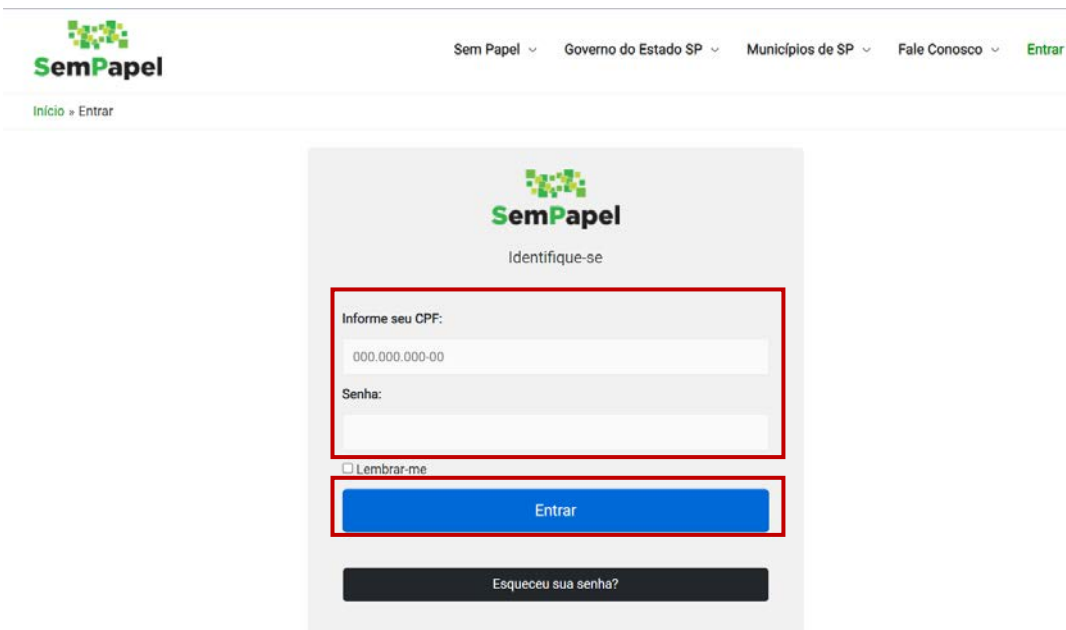 SemPapel
Sem Papel Governo do Estado SP Municípios de SP Fale Conosco Entrar
Início » Entrar
SemPapel
Identifique-se
Informe seu CPF:
000.000.000-00
Senha:
Lembrar-me
Entrar
Esqueceu sua senha?